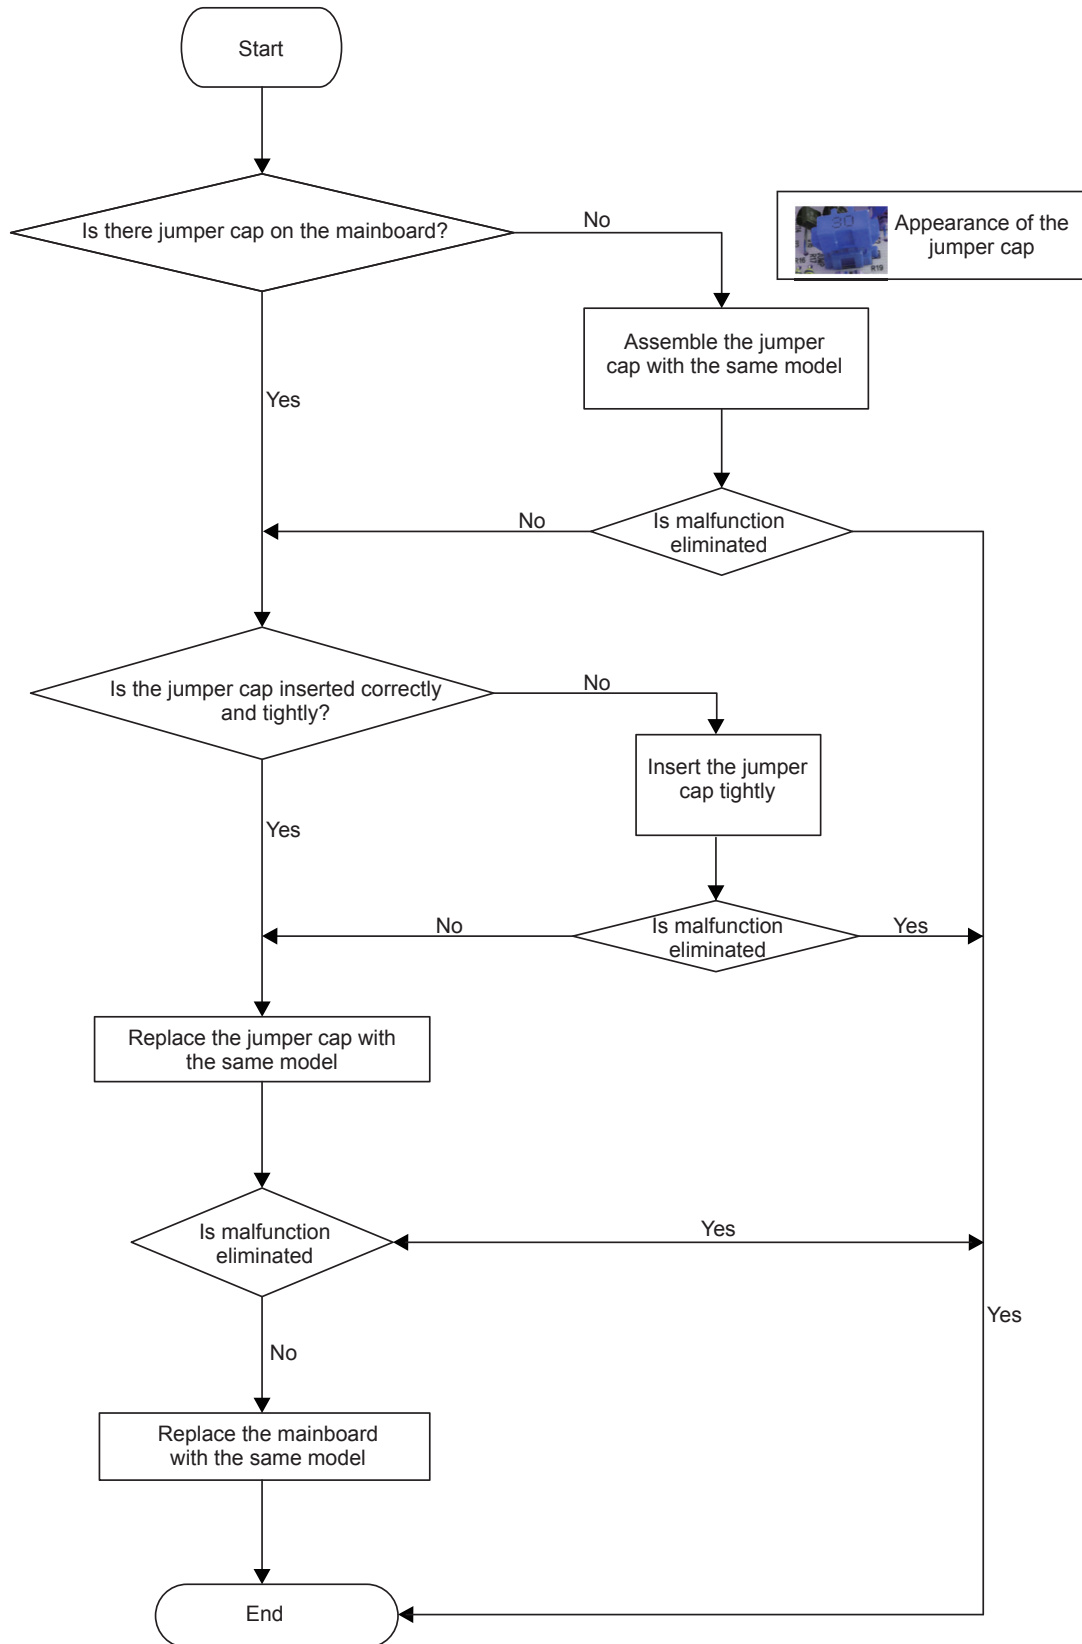 Start
Is there jumper cap on the mainboard?
No
30
R19
Appearance of the
jumper cap
Assemble the jumper
cap with the same model
Yes
No
Is malfunction
eliminated
Is the jumper cap inserted correctly
and tightly?
No
Insert the jumper
cap tightly
Yes
No
Is malfunction
eliminated
Yes
Replace the jumper cap with
the same model
Is malfunction
eliminated
Yes
Yes
No
Replace the mainboard
with the same model
End